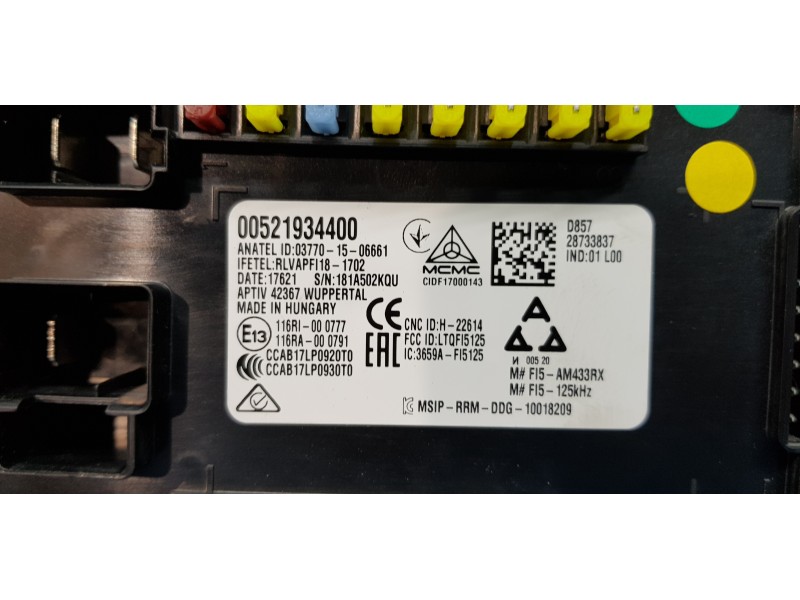 00521934400
ANATEL ID:03770-15-06661
IFETEL:RLVAPFI18-1702
DATE:17621 S/N:181A502KQU
APTIV 42367 WUPPERTAL
MADE IN HUNGARY
E13
116RI-00 0777
116RA-00 0791
CCC
CCAB17LP0920T0
CCAB17LP0930T0
CE
EAC
CNC ID:H-22614
FCC ID:LTQFI5125
IC:3659A-FI5125
MCMC
CIDF17000143
D857
28733837
IND:01 L00
И 005 20
M# FI5-AM433RX
M# FI5-125kHz
MSIP-RRM-DDG-10018209